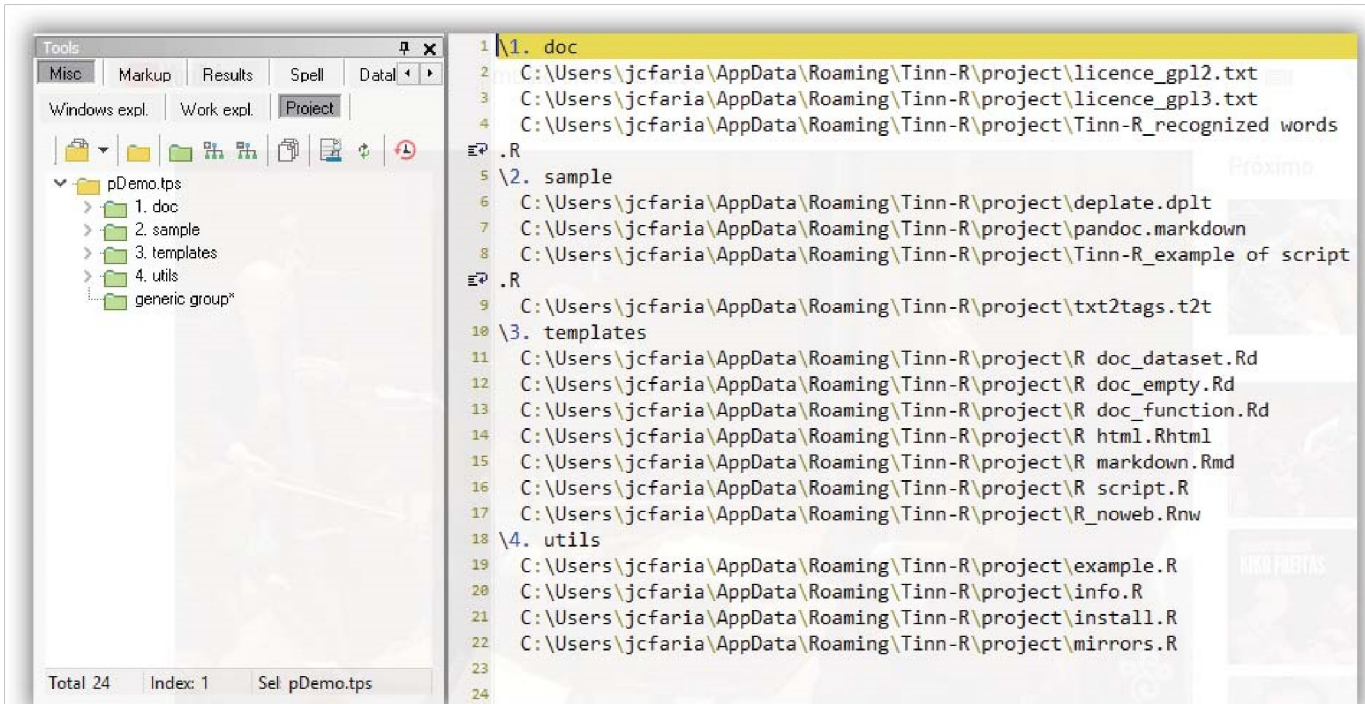 Tools
Misc Markup Results Spell Datal
Windows expl. Work expl. Project
pDemo.tps
1. doc
2. sample
3. templates
4. utils
generic group*
Total 24 Index: 1 Sel: pDemo.tps
1 \1. doc
2 C:\Users\jcfaria\AppData\Roaming\Tinn-R\project\licence_gpl2.txt
3 C:\Users\jcfaria\AppData\Roaming\Tinn-R\project\licence_gpl3.txt
4 C:\Users\jcfaria\AppData\Roaming\Tinn-R\project\Tinn-R_recognized words
.R
5 \2. sample
6 C:\Users\jcfaria\AppData\Roaming\Tinn-R\project\deplate.dplt
7 C:\Users\jcfaria\AppData\Roaming\Tinn-R\project\pandoc.markdown
8 C:\Users\jcfaria\AppData\Roaming\Tinn-R\project\Tinn-R_example of script
.R
9 C:\Users\jcfaria\AppData\Roaming\Tinn-R\project\txt2tags.t2t
10 \3. templates
11 C:\Users\jcfaria\AppData\Roaming\Tinn-R\project\R doc_dataset.Rd
12 C:\Users\jcfaria\AppData\Roaming\Tinn-R\project\R doc_empty.Rd
13 C:\Users\jcfaria\AppData\Roaming\Tinn-R\project\R doc_function.Rd
14 C:\Users\jcfaria\AppData\Roaming\Tinn-R\project\R html.Rhtml
15 C:\Users\jcfaria\AppData\Roaming\Tinn-R\project\R markdown.Rmd
16 C:\Users\jcfaria\AppData\Roaming\Tinn-R\project\R script.R
17 C:\Users\jcfaria\AppData\Roaming\Tinn-R\project\R_noweb.Rnw
18 \4. utils
19 C:\Users\jcfaria\AppData\Roaming\Tinn-R\project\example.R
20 C:\Users\jcfaria\AppData\Roaming\Tinn-R\project\info.R
21 C:\Users\jcfaria\AppData\Roaming\Tinn-R\project\install.R
22 C:\Users\jcfaria\AppData\Roaming\Tinn-R\project\mirrors.R
23
24
Próximo
FREITAS